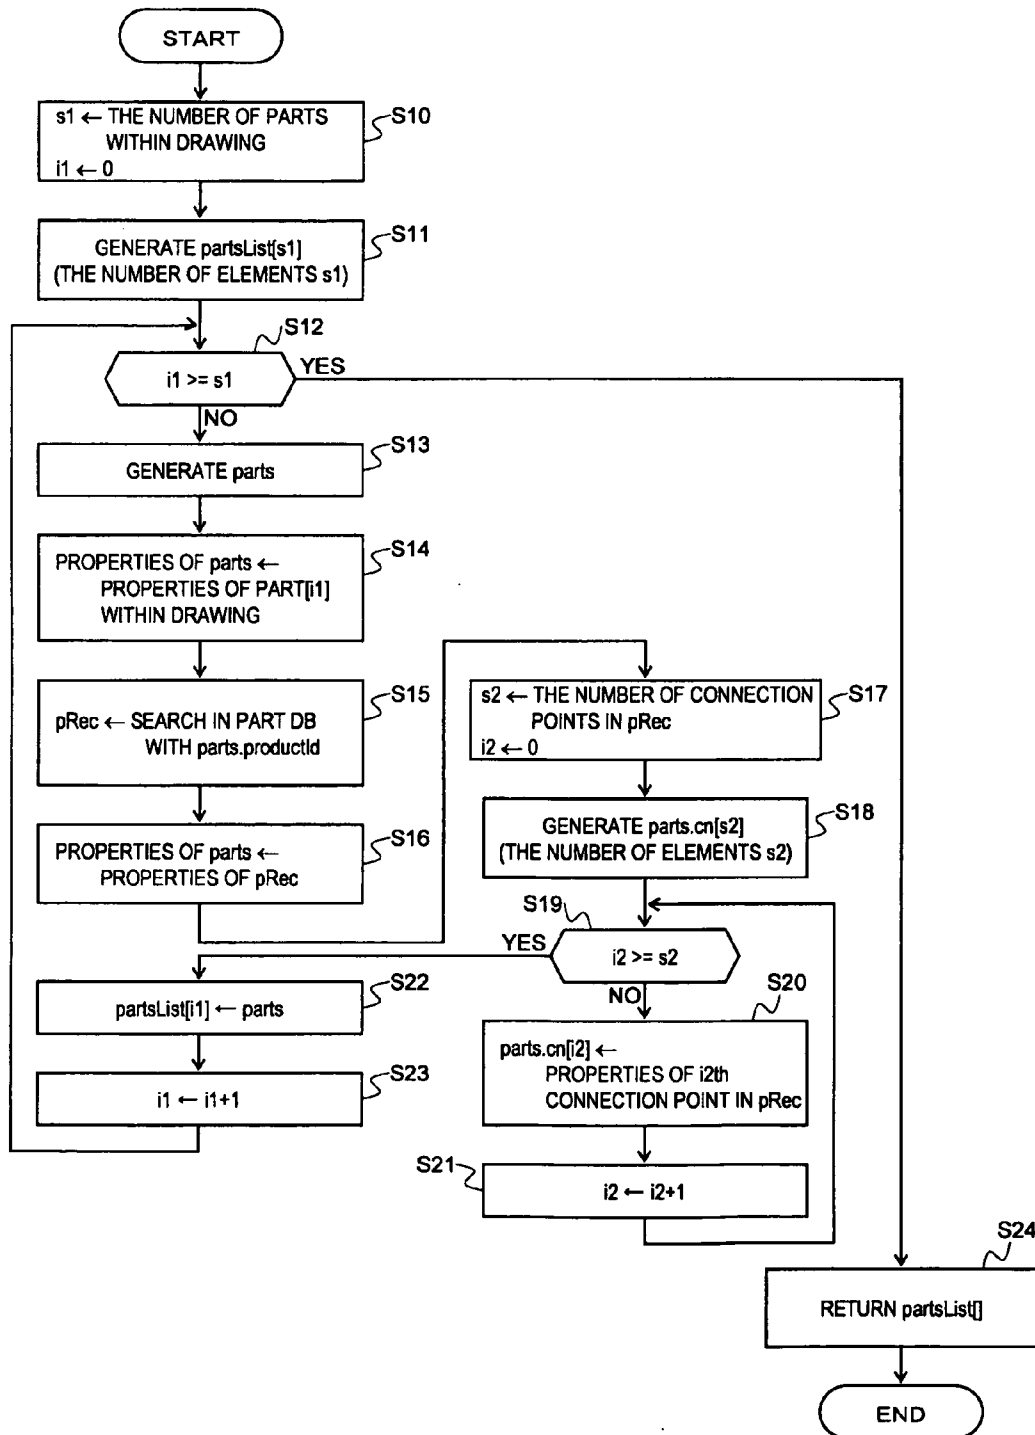 START
s1 ← THE NUMBER OF PARTS
WITHIN DRAWING
i1 ← 0
S10
GENERATE partsList[s1]
(THE NUMBER OF ELEMENTS s1)
S11
S12
i1 >= s1
YES
NO
S13
GENERATE parts
S14
PROPERTIES OF parts ←
PROPERTIES OF PART[i1]
WITHIN DRAWING
S15
pRec ← SEARCH IN PART DB
WITH parts.productId
S16
PROPERTIES OF parts ←
PROPERTIES OF pRec
S17
s2 ← THE NUMBER OF CONNECTION
POINTS IN pRec
i2 ← 0
S18
GENERATE parts.cn[s2]
(THE NUMBER OF ELEMENTS s2)
S19
YES
i2 >= s2
NO
S20
parts.cn[i2] ←
PROPERTIES OF i2th
CONNECTION POINT IN pRec
S21
i2 ← i2+1
S22
partsList[i1] ← parts
S23
i1 ← i1+1
S24
RETURN partsList[]
END